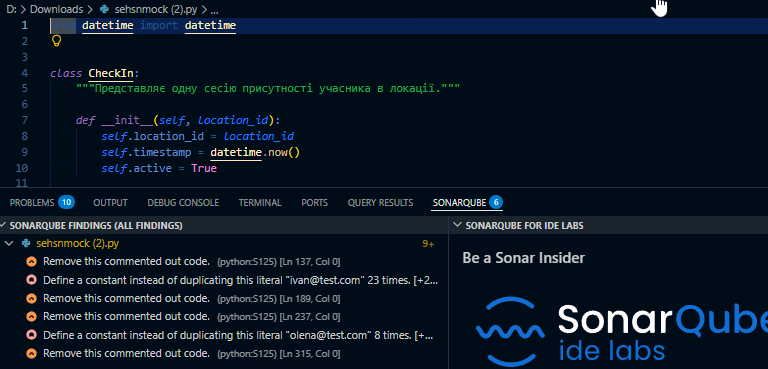 D: > Downloads > sehsnmock (2).py > ...
1 from datetime import datetime
2
3
4 class CheckIn:
5 """Представляє одну сесію присутності учасника в локації."""
6
7 def __init__(self, location_id):
8 self.location_id = location_id
9 self.timestamp = datetime.now()
10 self.active = True
11
PROBLEMS 10 OUTPUT DEBUG CONSOLE TERMINAL PORTS QUERY RESULTS SONARQUBE 6
SONARQUBE FINDINGS (ALL FINDINGS)
sehsnmock (2).py 9+
Remove this commented out code. (python:S125) [Ln 137, Col 0]
Define a constant instead of duplicating this literal "ivan@test.com" 23 times. [+2...
Remove this commented out code. (python:S125) [Ln 189, Col 0]
Remove this commented out code. (python:S125) [Ln 237, Col 0]
Define a constant instead of duplicating this literal "olena@test.com" 8 times. [+...
Remove this commented out code. (python:S125) [Ln 315, Col 0]
SONARQUBE FOR IDE LABS
Be a Sonar Insider
SonarQube
ide labs